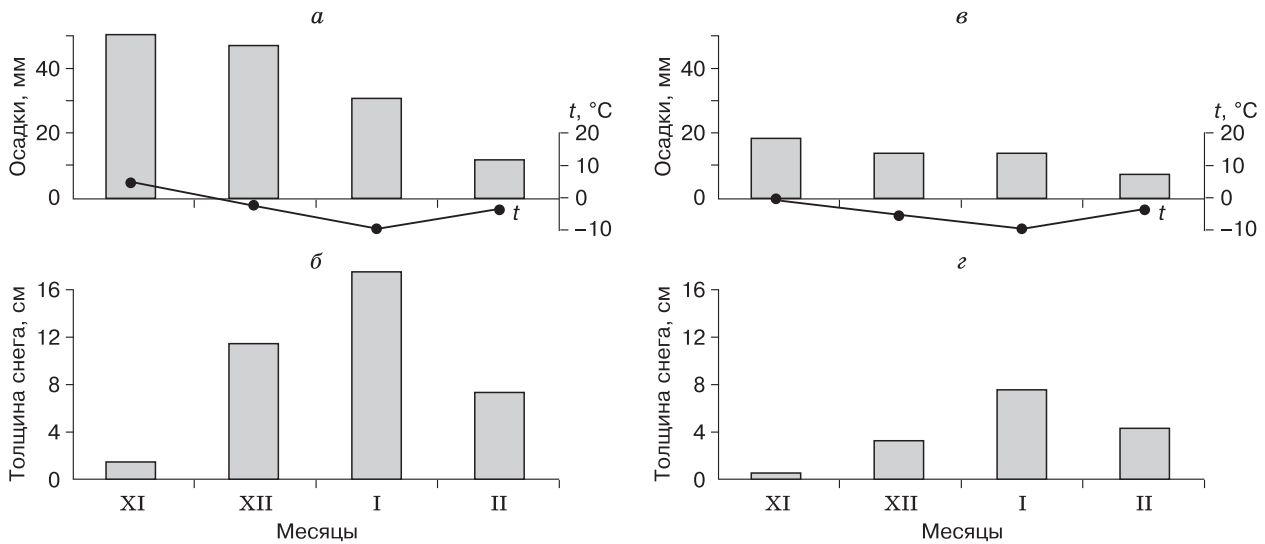 а
Осадки, мм
40
20
0
t, °C
20
10
0
−10
t
в
Осадки, мм
40
20
0
t, °C
20
10
0
−10
t
б
Толщина снега, см
16
12
8
4
0
XI XII I II
Месяцы
г
Толщина снега, см
16
12
8
4
0
XI XII I II
Месяцы